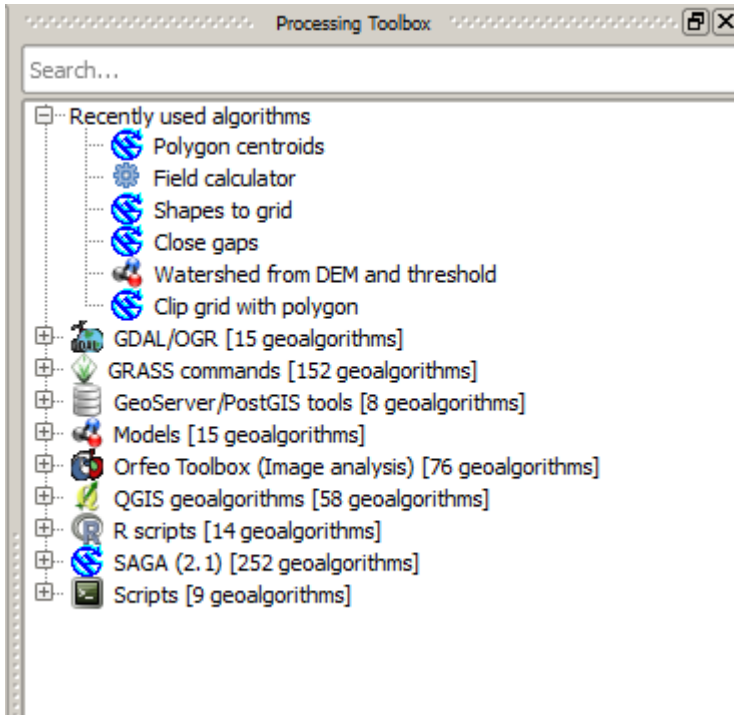 Processing Toolbox
Search...
Recently used algorithms
Polygon centroids
Field calculator
Shapes to grid
Close gaps
Watershed from DEM and threshold
Clip grid with polygon
GDAL/OGR [15 geoalgorithms]
GRASS commands [152 geoalgorithms]
GeoServer/PostGIS tools [8 geoalgorithms]
Models [15 geoalgorithms]
Orfeo Toolbox (Image analysis) [76 geoalgorithms]
QGIS geoalgorithms [58 geoalgorithms]
R scripts [14 geoalgorithms]
SAGA (2.1) [252 geoalgorithms]
Scripts [9 geoalgorithms]